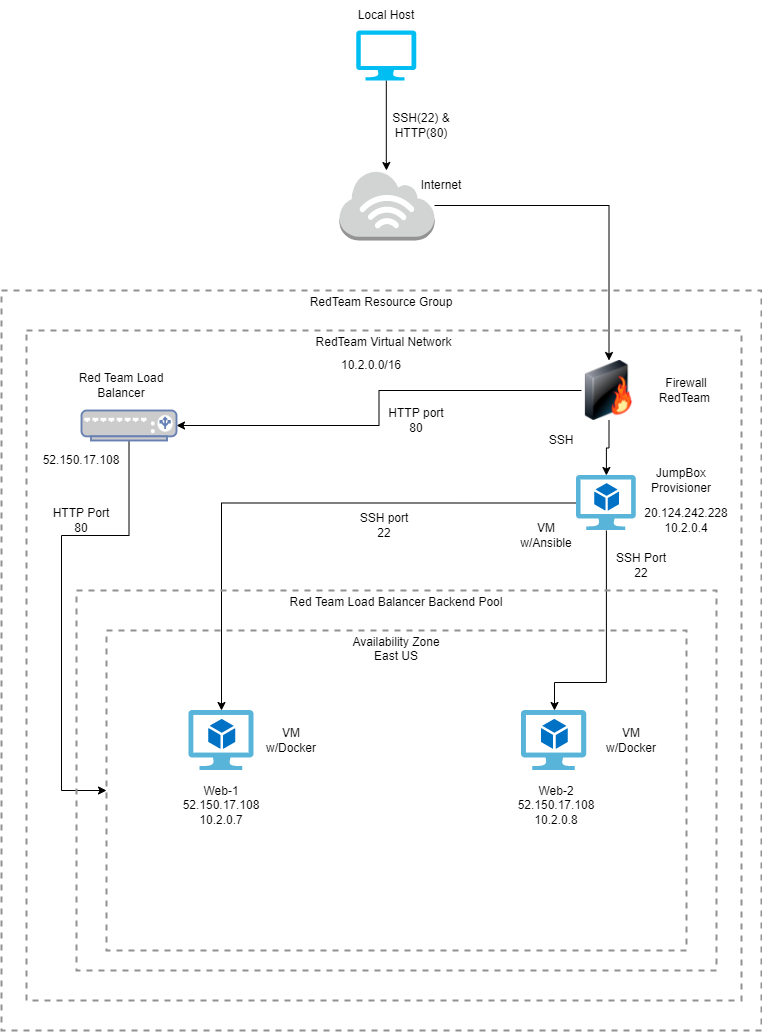 Local Host
SSH(22) &
HTTP(80)
Internet
RedTeam Resource Group
RedTeam Virtual Network
10.2.0.0/16
Red Team Load
Balancer
52.150.17.108
Firewall
RedTeam
HTTP port
80
SSH
JumpBox
Provisioner
20.124.242.228
10.2.0.4
VM
w/Ansible
HTTP Port
80
SSH port
22
SSH Port
22
Red Team Load Balancer Backend Pool
Availability Zone
East US
VM
w/Docker
Web-1
52.150.17.108
10.2.0.7
VM
w/Docker
Web-2
52.150.17.108
10.2.0.8